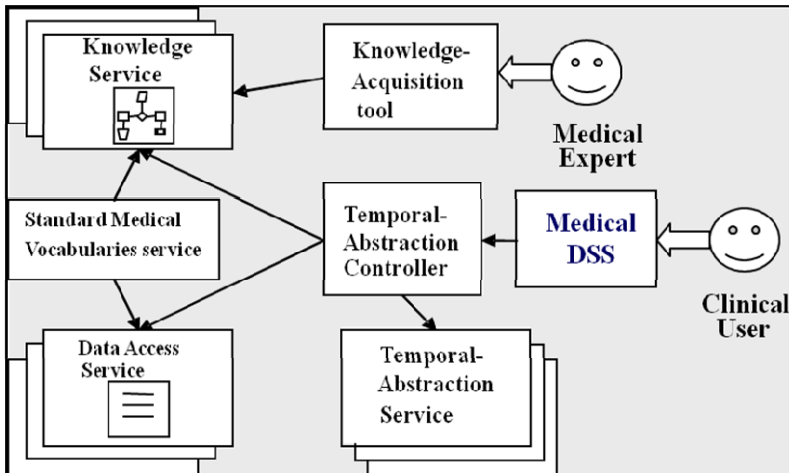 Knowledge
Service
Knowledge-
Acquisition
tool
Medical
Expert
Standard Medical
Vocabularies service
Temporal-
Abstraction
Controller
Medical
DSS
Clinical
User
Data Access
Service
Temporal-
Abstraction
Service